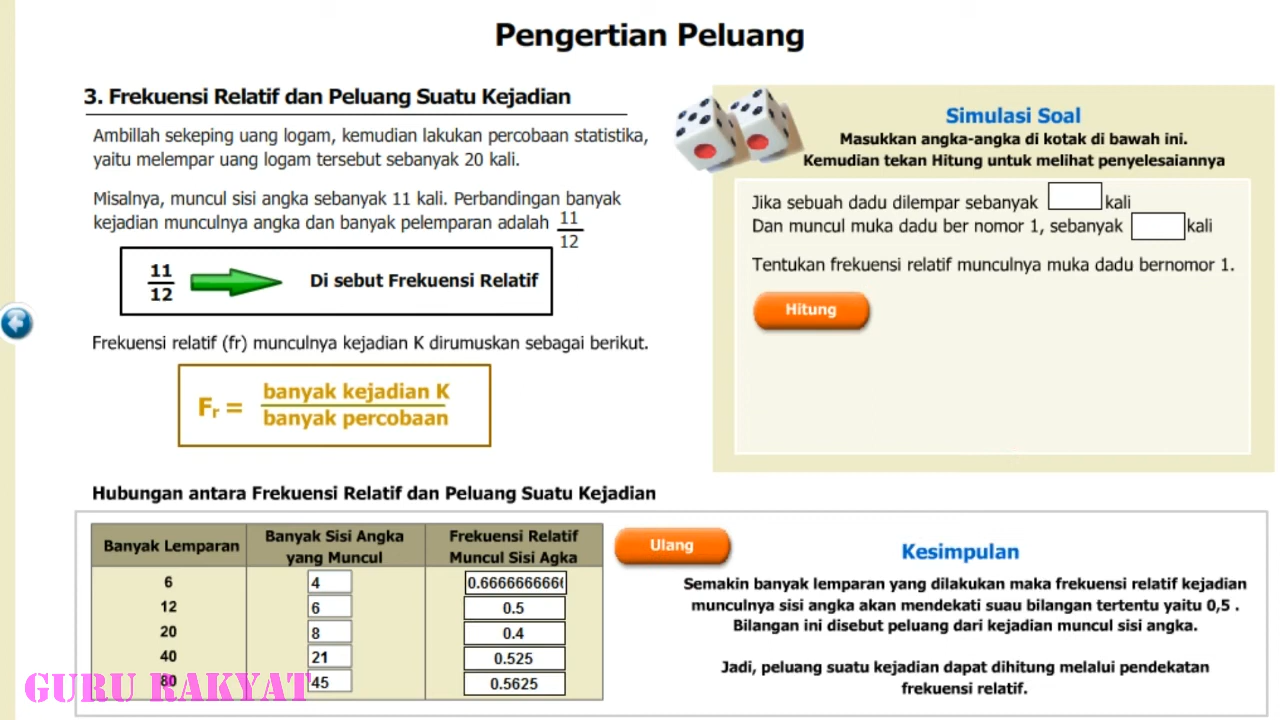 Pengertian Peluang
3. Frekuensi Relatif dan Peluang Suatu Kejadian
Ambillah sekeping uang logam, kemudian lakukan percobaan statistika,
yaitu melempar uang logam tersebut sebanyak 20 kali.
Misalnya, muncul sisi angka sebanyak 11 kali. Perbandingan banyak
kejadian munculnya angka dan banyak pelemparan adalah 11
12
11
12
Di sebut Frekuensi Relatif
Frekuensi relatif (fr) munculnya kejadian K dirumuskan sebagai berikut.
Fr =
banyak kejadian K
banyak percobaan
Simulasi Soal
Masukkan angka-angka di kotak di bawah ini.
Kemudian tekan Hitung untuk melihat penyelesaiannya
Jika sebuah dadu dilempar sebanyak kali
Dan muncul muka dadu ber nomor 1, sebanyak kali
Tentukan frekuensi relatif munculnya muka dadu bernomor 1.
Hitung
Hubungan antara Frekuensi Relatif dan Peluang Suatu Kejadian
Banyak Lemparan
Banyak Sisi Angka
yang Muncul
Frekuensi Relatif
Muncul Sisi Agka
6 4 0.6666666666
12 6 0.5
20 8 0.4
40 21 0.525
80 45 0.5625
Ulang
Kesimpulan
Semakin banyak lemparan yang dilakukan maka frekuensi relatif kejadian
munculnya sisi angka akan mendekati suau bilangan tertentu yaitu 0,5 .
Bilangan ini disebut peluang dari kejadian muncul sisi angka.
Jadi, peluang suatu kejadian dapat dihitung melalui pendekatan
frekuensi relatif.
GURU RAKYAT